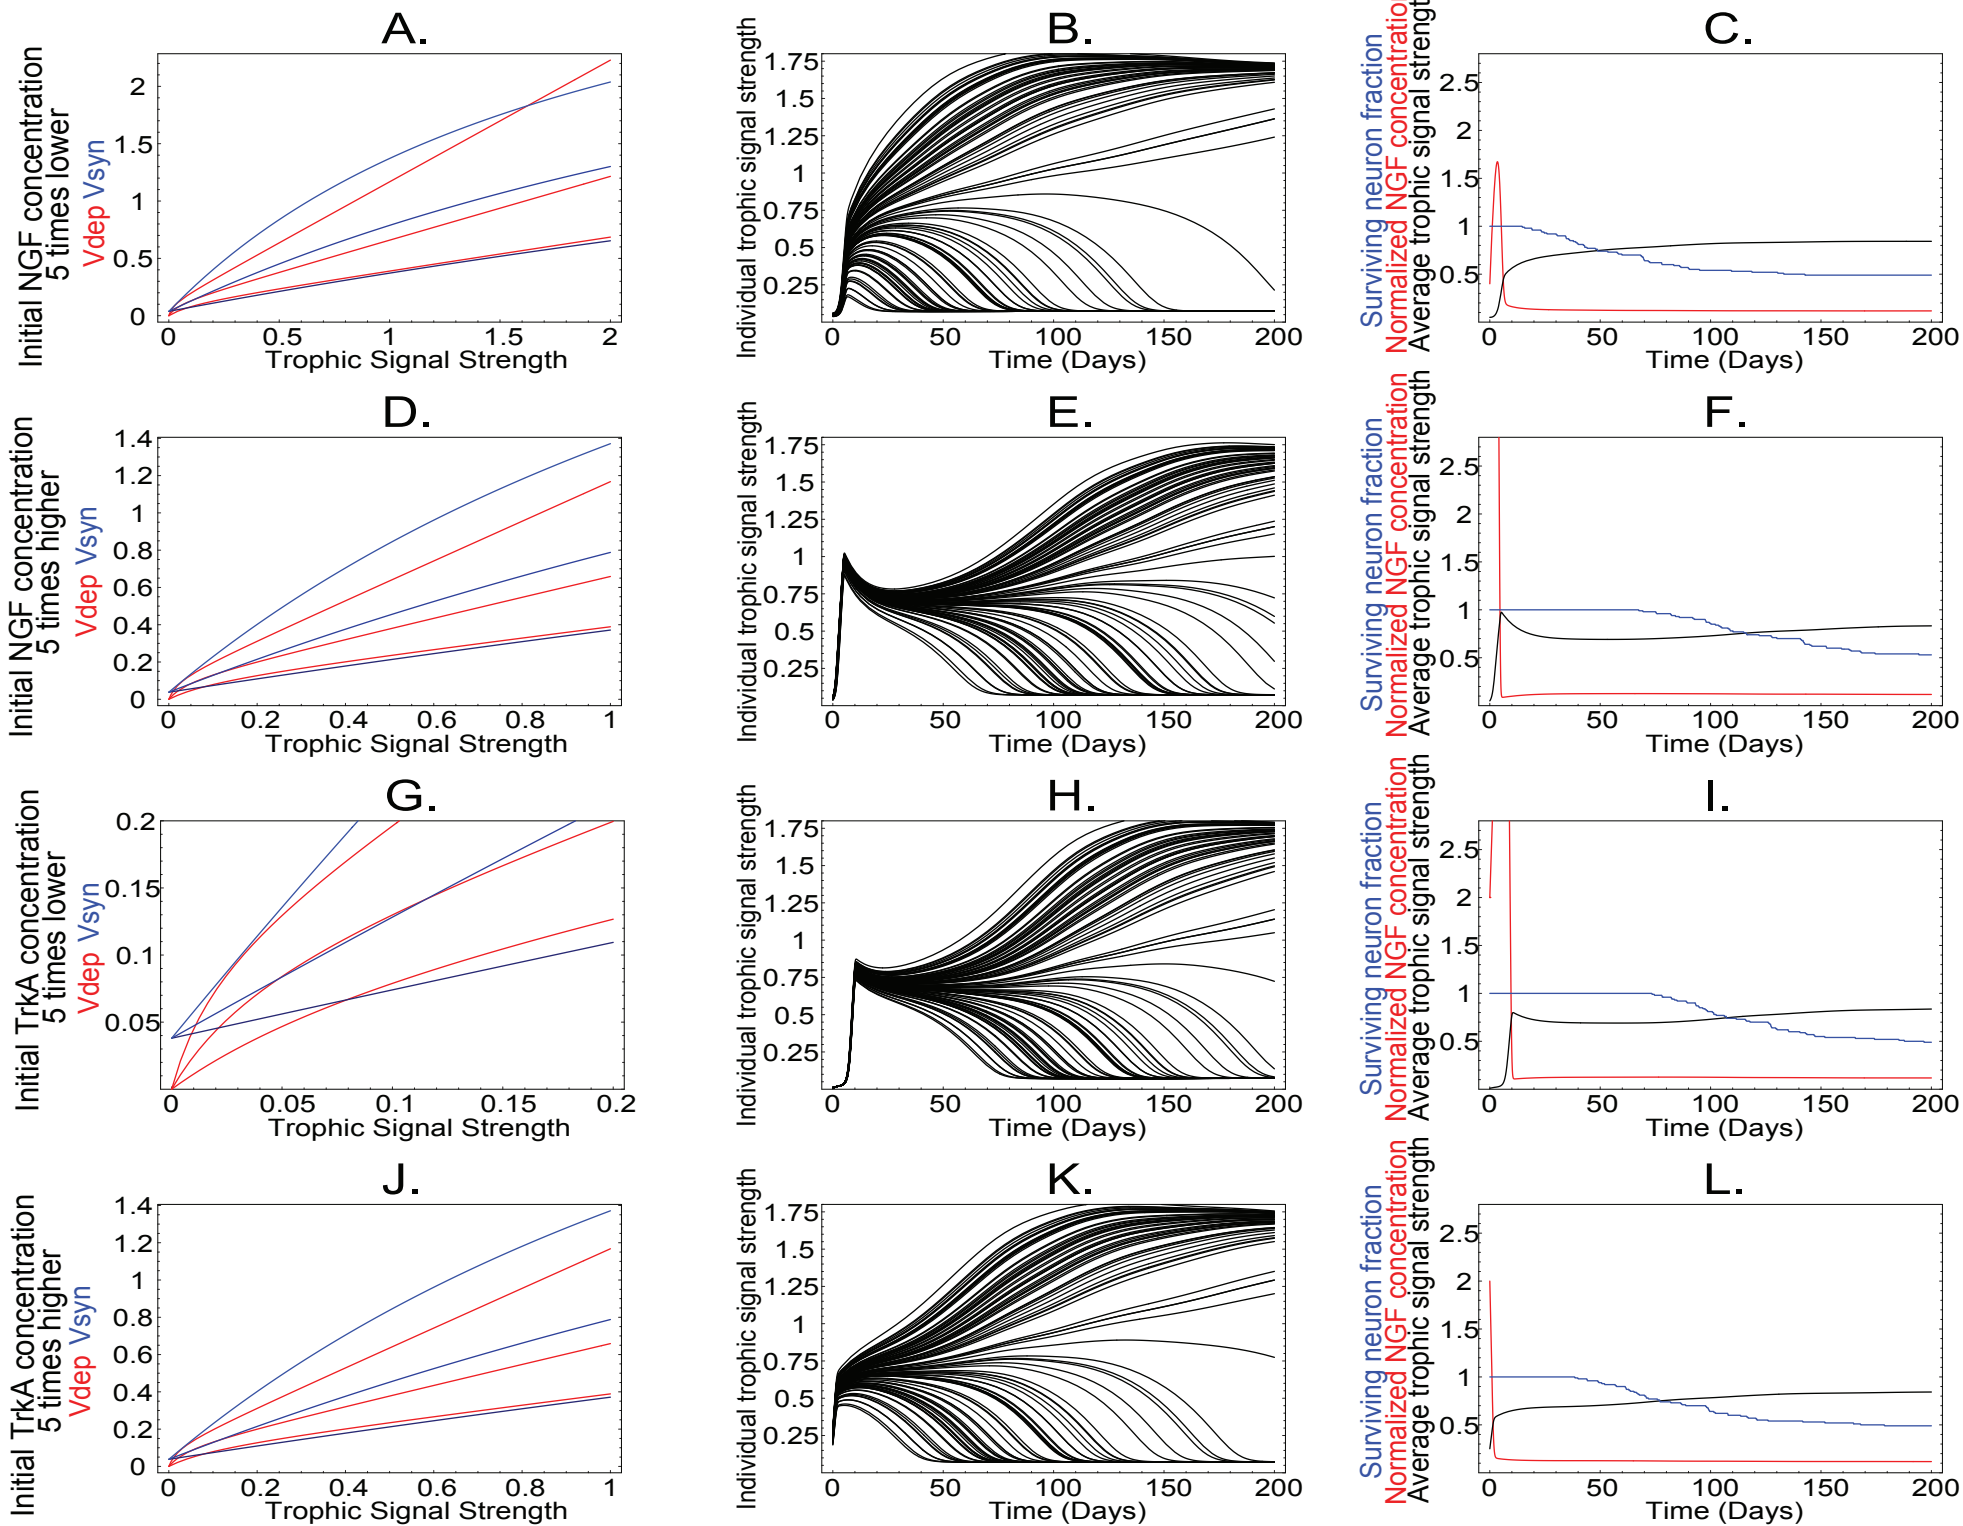 A.
Initial NGF concentration
5 times lower
Vdep Vsyn
2
1.5
1
0.5
0
0 0.5 1 1.5 2
Trophic Signal Strength
B.
Individual trophic signal strength
1.75
1.5
1.25
1
0.75
0.5
0.25
0 50 100 150 200
Time (Days)
C.
Surviving neuron fraction
Normalized NGF concentration
Average trophic signal strength
2.5
2
1.5
1
0.5
0 50 100 150 200
Time (Days)
D.
Initial NGF concentration
5 times higher
Vdep Vsyn
1.4
1.2
1
0.8
0.6
0.4
0.2
0
0 0.2 0.4 0.6 0.8 1
Trophic Signal Strength
E.
Individual trophic signal strength
1.75
1.5
1.25
1
0.75
0.5
0.25
0 50 100 150 200
Time (Days)
F.
Surviving neuron fraction
Normalized NGF concentration
Average trophic signal strength
2.5
2
1.5
1
0.5
0 50 100 150 200
Time (Days)
G.
Initial TrkA concentration
5 times lower
Vdep Vsyn
0.2
0.15
0.1
0.05
0 0.05 0.1 0.15 0.2
Trophic Signal Strength
H.
Individual trophic signal strength
1.75
1.5
1.25
1
0.75
0.5
0.25
0 50 100 150 200
Time (Days)
I.
Surviving neuron fraction
Normalized NGF concentration
Average trophic signal strength
2.5
2
1.5
1
0.5
0 50 100 150 200
Time (Days)
J.
Initial TrkA concentration
5 times higher
Vdep Vsyn
1.4
1.2
1
0.8
0.6
0.4
0.2
0
0 0.2 0.4 0.6 0.8 1
Trophic Signal Strength
K.
Individual trophic signal strength
1.75
1.5
1.25
1
0.75
0.5
0.25
0 50 100 150 200
Time (Days)
L.
Surviving neuron fraction
Normalized NGF concentration
Average trophic signal strength
2.5
2
1.5
1
0.5
0 50 100 150 200
Time (Days)